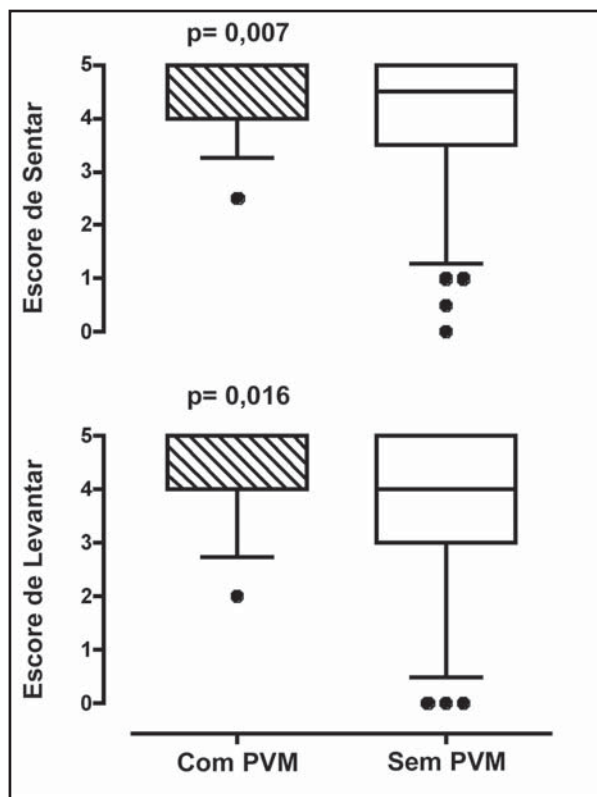 p= 0,007
Escore de Sentar
5
4
3
2
1
0
p= 0,016
Escore de Levantar
5
4
3
2
1
0
Com PVM Sem PVM